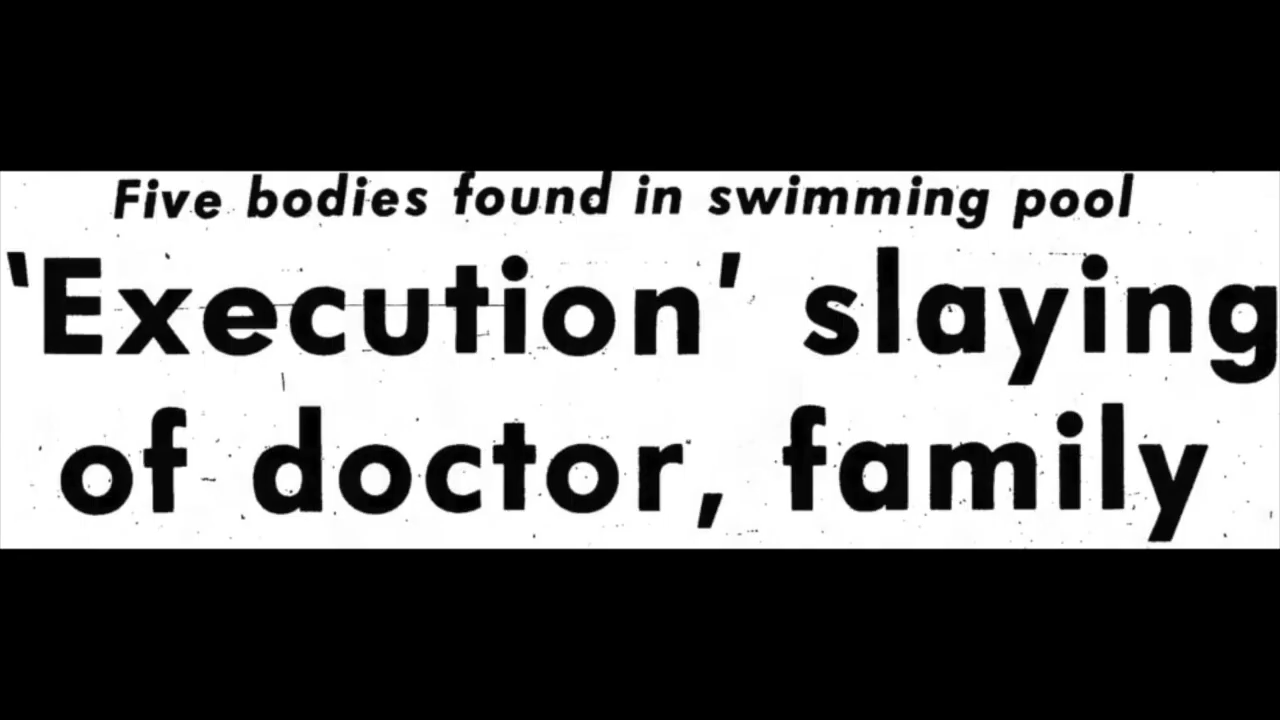 Five bodies found in swimming pool
'Execution' slaying
of doctor, family